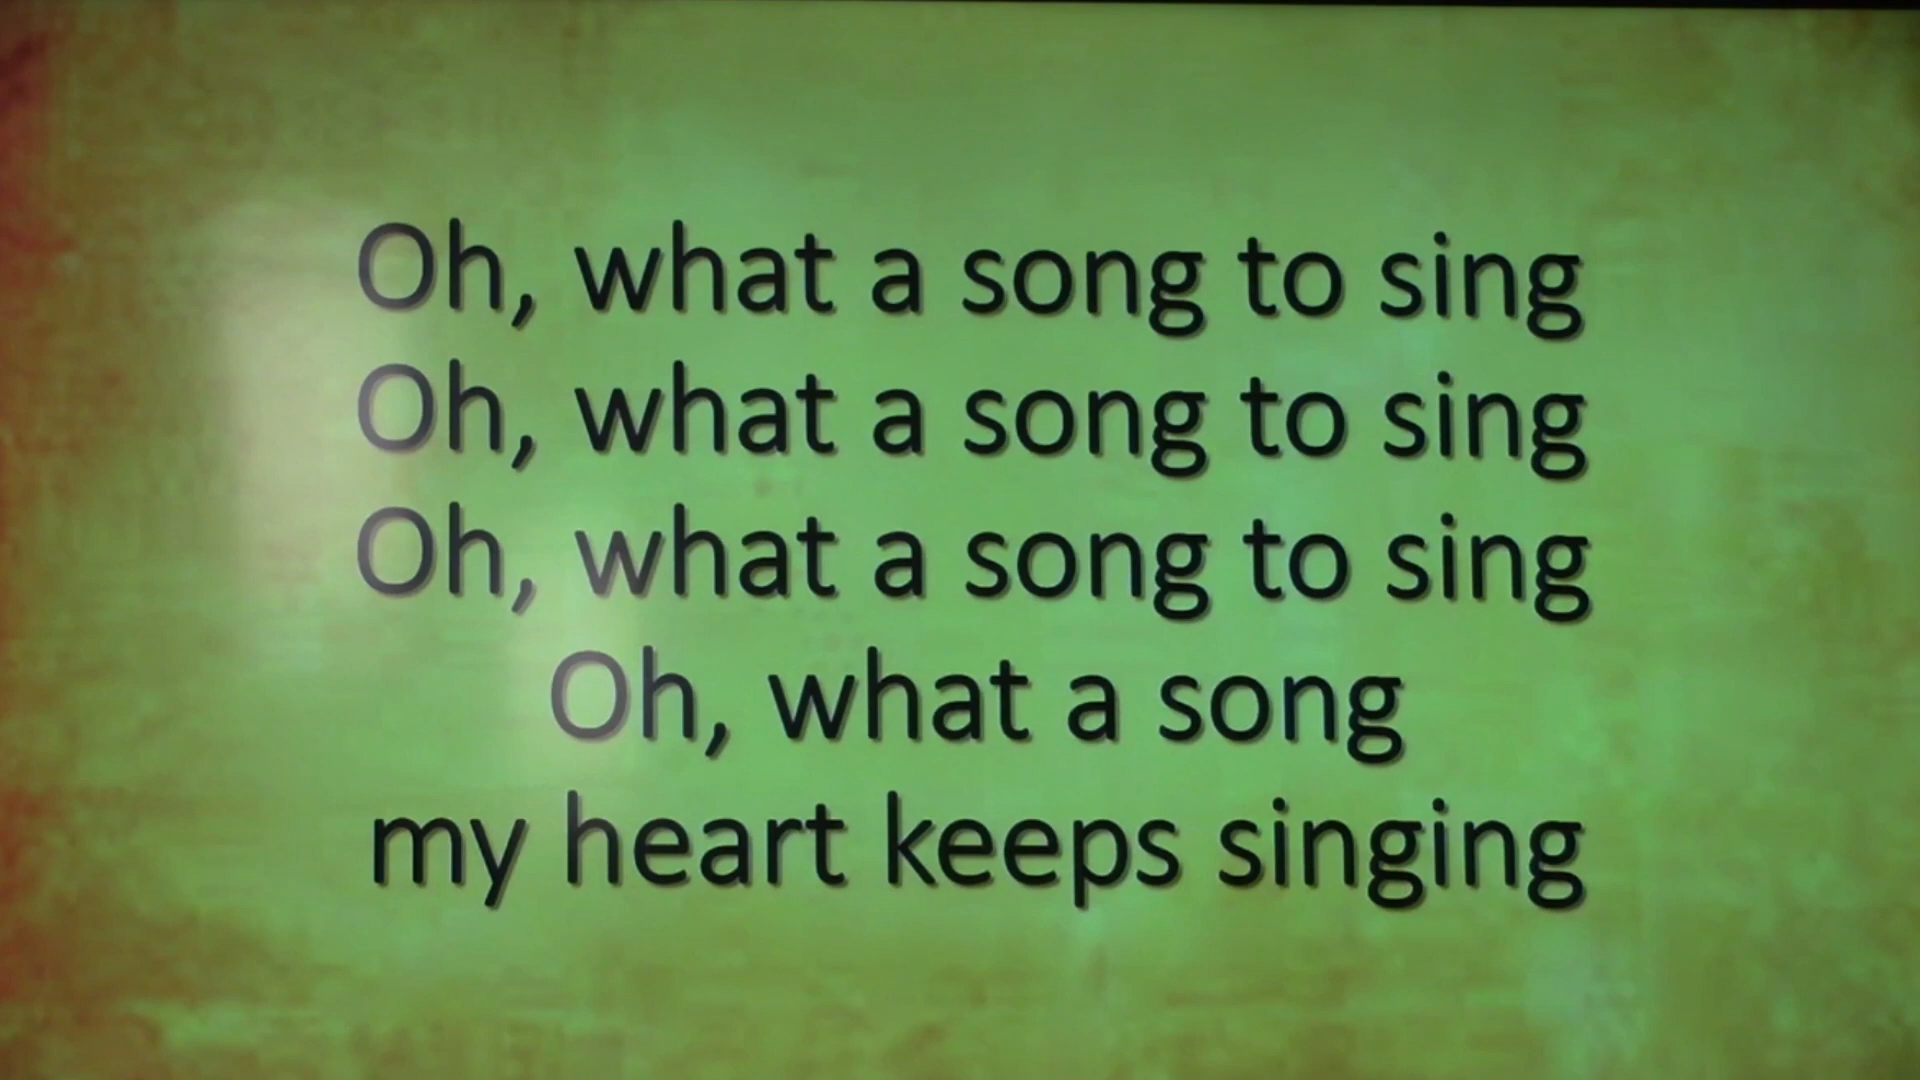 Oh, what a song to sing
Oh, what a song to sing
Oh, what a song to sing
Oh, what a song
my heart keeps singing